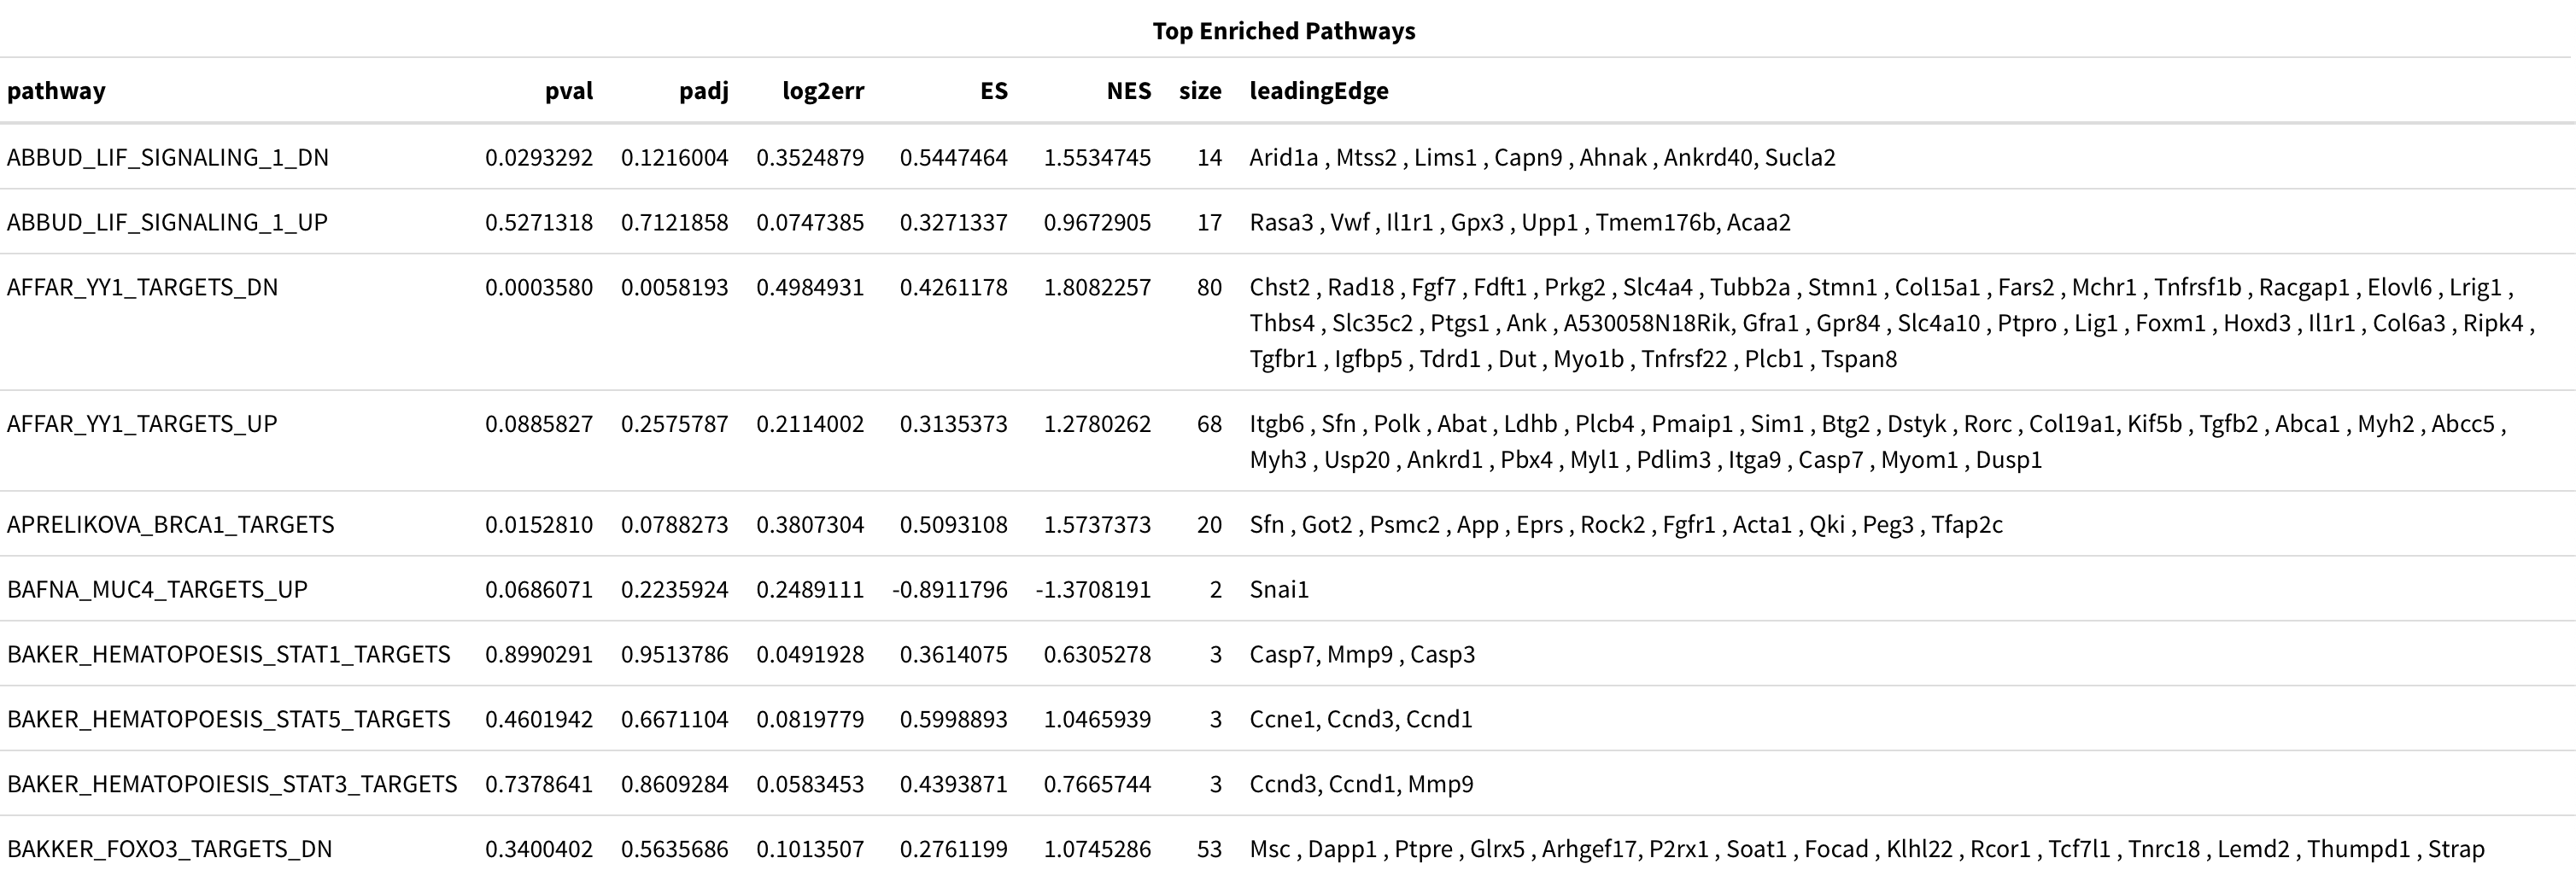 Top Enriched Pathways
pathway pval padj log2err ES NES size leadingEdge
ABBUD_LIF_SIGNALING_1_DN 0.0293292 0.1216004 0.3524879 0.5447464 1.5534745 14 Arid1a , Mtss2 , Lims1 , Capn9 , Ahnak , Ankrd40, Sucla2
ABBUD_LIF_SIGNALING_1_UP 0.5271318 0.7121858 0.0747385 0.3271337 0.9672905 17 Rasa3 , Vwf , Il1r1 , Gpx3 , Upp1 , Tmem176b, Acaa2
AFFAR_YY1_TARGETS_DN 0.0003580 0.0058193 0.4984931 0.4261178 1.8082257 80 Chst2 , Rad18 , Fgf7 , Fdft1 , Prkg2 , Slc4a4 , Tubb2a , Stmn1 , Col15a1 , Fars2 , Mchr1 , Tnfrsf1b , Racgap1 , Elovl6 , Lrig1 ,
Thbs4 , Slc35c2 , Ptgs1 , Ank , A530058N18Rik, Gfra1 , Gpr84 , Slc4a10 , Ptpro , Lig1 , Foxm1 , Hoxd3 , Il1r1 , Col6a3 , Ripk4 ,
Tgfbr1 , Igfbp5 , Tdrd1 , Dut , Myo1b , Tnfrsf22 , Plcb1 , Tspan8
AFFAR_YY1_TARGETS_UP 0.0885827 0.2575787 0.2114002 0.3135373 1.2780262 68 Itgb6 , Sfn , Polk , Abat , Ldhb , Plcb4 , Pmaip1 , Sim1 , Btg2 , Dstyk , Rorc , Col19a1, Kif5b , Tgfb2 , Abca1 , Myh2 , Abcc5 ,
Myh3 , Usp20 , Ankrd1 , Pbx4 , Myl1 , Pdlim3 , Itga9 , Casp7 , Myom1 , Dusp1
APRELIKOVA_BRCA1_TARGETS 0.0152810 0.0788273 0.3807304 0.5093108 1.5737373 20 Sfn , Got2 , Psmc2 , App , Eprs , Rock2 , Fgfr1 , Acta1 , Qki , Peg3 , Tfap2c
BAFNA_MUC4_TARGETS_UP 0.0686071 0.2235924 0.2489111 -0.8911796 -1.3708191 2 Snai1
BAKER_HEMATOPOESIS_STAT1_TARGETS 0.8990291 0.9513786 0.0491928 0.3614075 0.6305278 3 Casp7, Mmp9 , Casp3
BAKER_HEMATOPOESIS_STAT5_TARGETS 0.4601942 0.6671104 0.0819779 0.5998893 1.0465939 3 Ccne1, Ccnd3, Ccnd1
BAKER_HEMATOPOIESIS_STAT3_TARGETS 0.7378641 0.8609284 0.0583453 0.4393871 0.7665744 3 Ccnd3, Ccnd1, Mmp9
BAKKER_FOXO3_TARGETS_DN 0.3400402 0.5635686 0.1013507 0.2761199 1.0745286 53 Msc , Dapp1 , Ptpre , Glrx5 , Arhgef17, P2rx1 , Soat1 , Focad , Klhl22 , Rcor1 , Tcf7l1 , Tnrc18 , Lemd2 , Thumpd1 , Strap